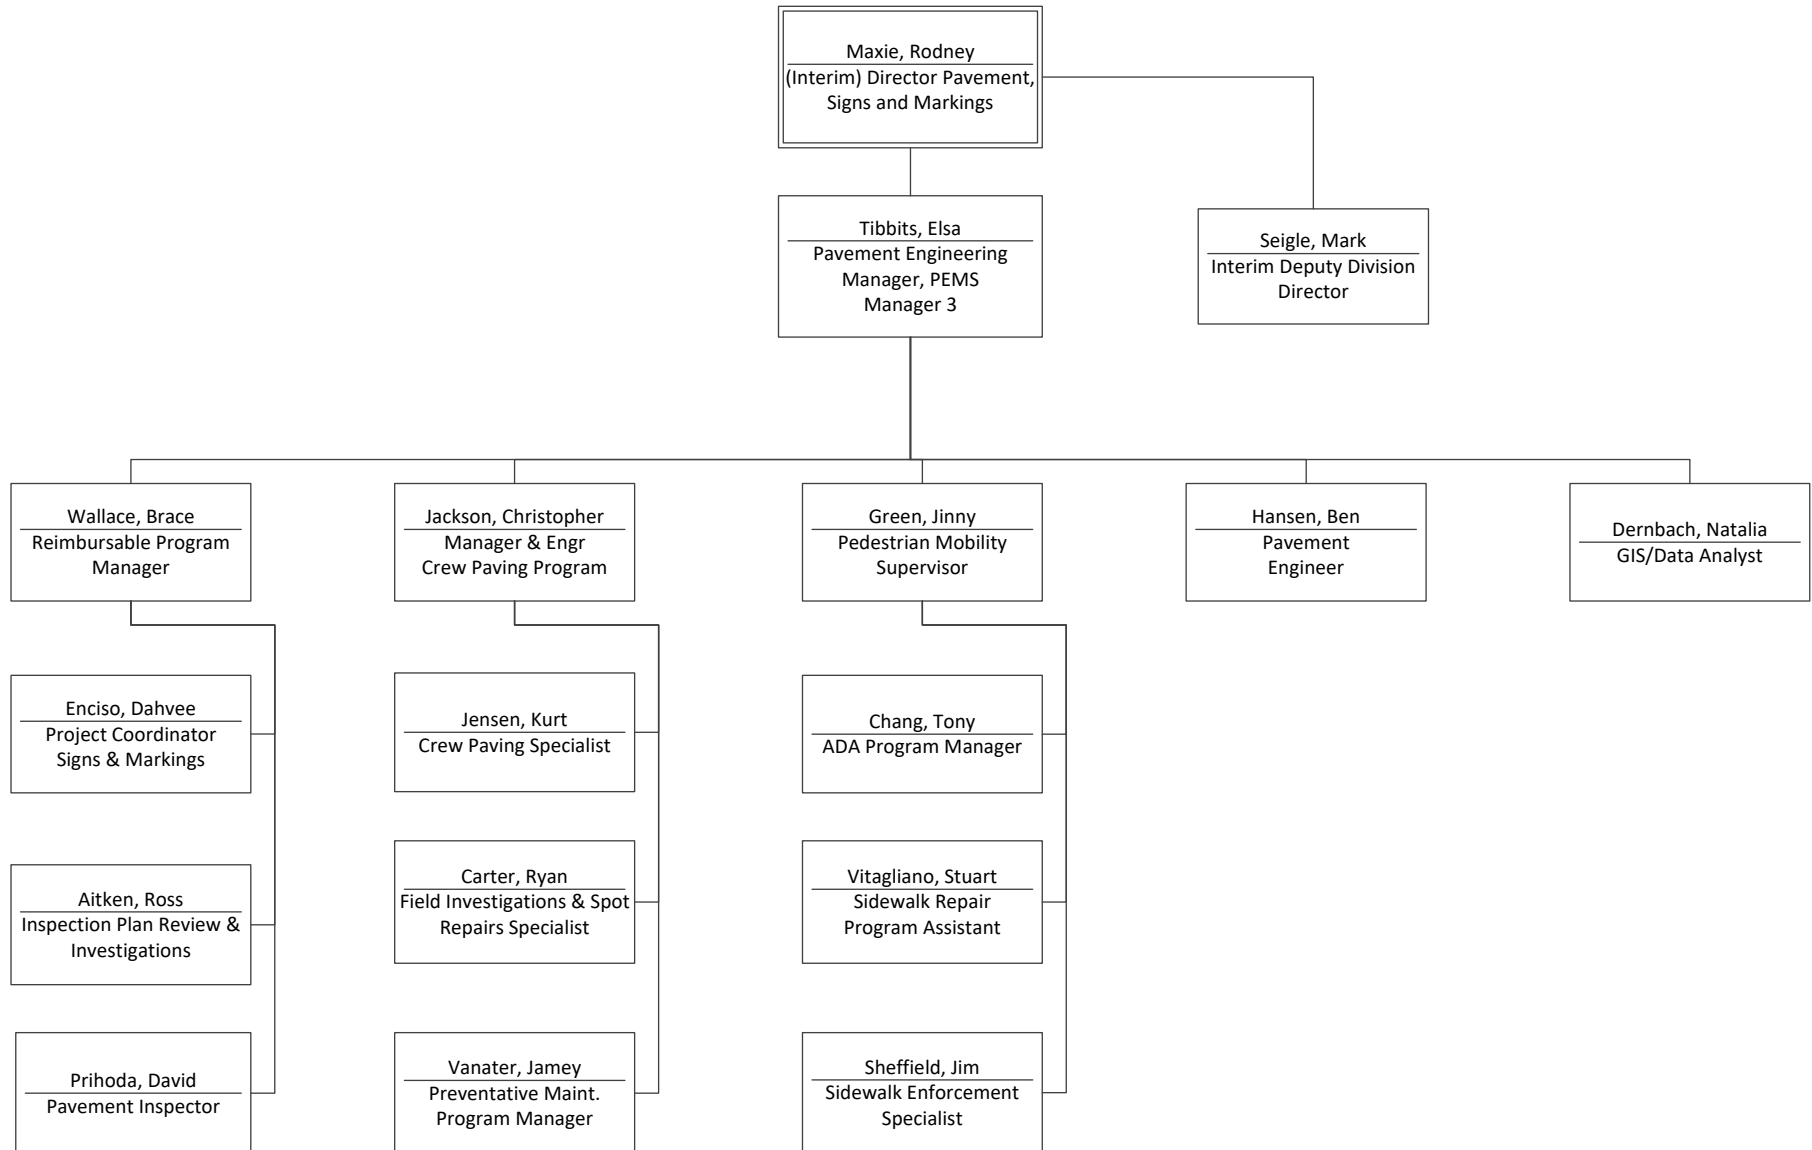 Maxie, Rodney
(Interim) Director Pavement,
Signs and Markings
Tibbits, Elsa
Pavement Engineering
Manager, PEMS
Manager 3
Seigle, Mark
Interim Deputy Division
Director
Wallace, Brace
Reimbursable Program
Manager
Jackson, Christopher
Manager & Engr
Crew Paving Program
Green, Jinny
Pedestrian Mobility
Supervisor
Hansen, Ben
Pavement
Engineer
Dernbach, Natalia
GIS/Data Analyst
Enciso, Dahvee
Project Coordinator
Signs & Markings
Jensen, Kurt
Crew Paving Specialist
Chang, Tony
ADA Program Manager
Aitken, Ross
Inspection Plan Review &
Investigations
Carter, Ryan
Field Investigations & Spot
Repairs Specialist
Vitagliano, Stuart
Sidewalk Repair
Program Assistant
Prihoda, David
Pavement Inspector
Vanater, Jamey
Preventative Maint.
Program Manager
Sheffield, Jim
Sidewalk Enforcement
Specialist